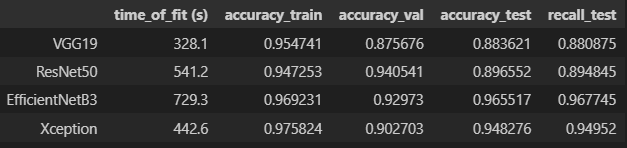 time_of_fit (s) accuracy_train accuracy_val accuracy_test recall_test
VGG19 328.1 0.954741 0.875676 0.883621 0.880875
ResNet50 541.2 0.947253 0.940541 0.896552 0.894845
EfficientNetB3 729.3 0.969231 0.92973 0.965517 0.967745
Xception 442.6 0.975824 0.902703 0.948276 0.94952